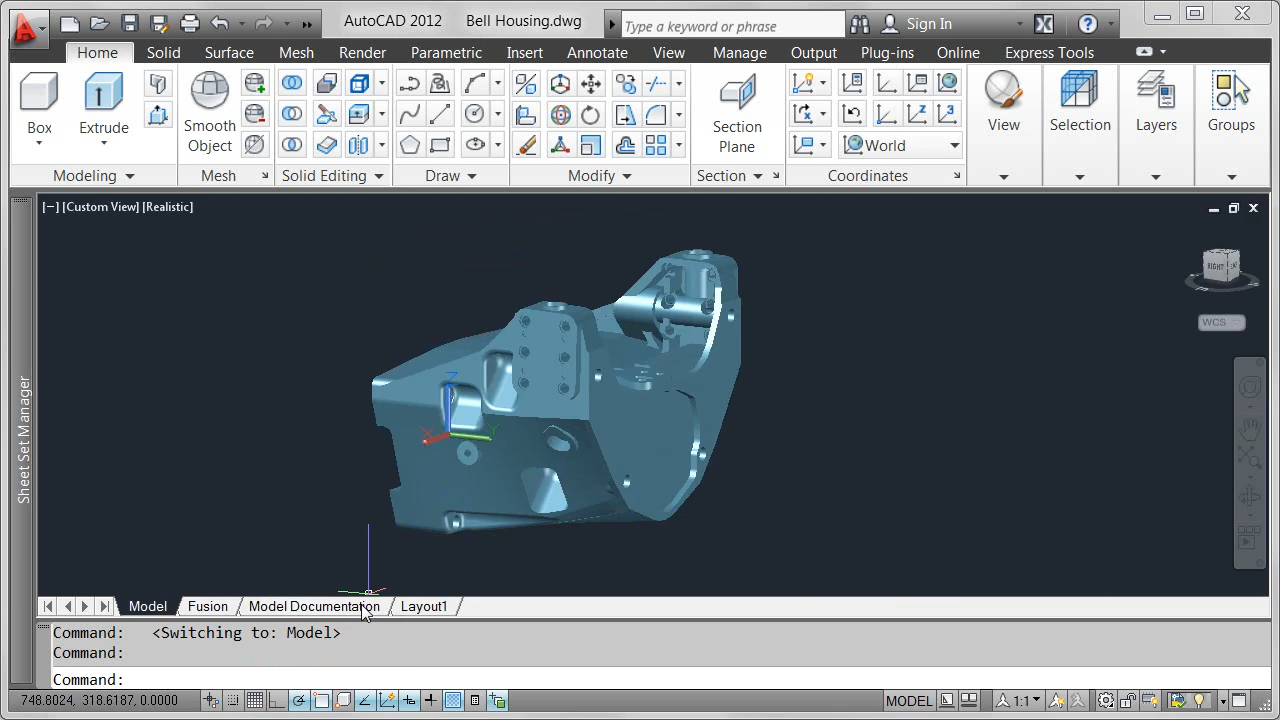 AutoCAD 2012 Bell Housing.dwg
Type a keyword or phrase
Sign In
Home Solid Surface Mesh Render Parametric Insert Annotate View Manage Output Plug-ins Online Express Tools
Box
Extrude
Smooth
Object
Section
Plane
World
View
Selection
Layers
Groups
Modeling
Mesh
Solid Editing
Draw
Modify
Section
Coordinates
[−] [Custom View] [Realistic]
RIGHT
WCS
Z
X
Y
Sheet Set Manager
Model Fusion Model Documentation Layout1
Command: <Switching to: Model>
Command:
Command:
748.8024, 318.6187, 0.0000
MODEL
1:1